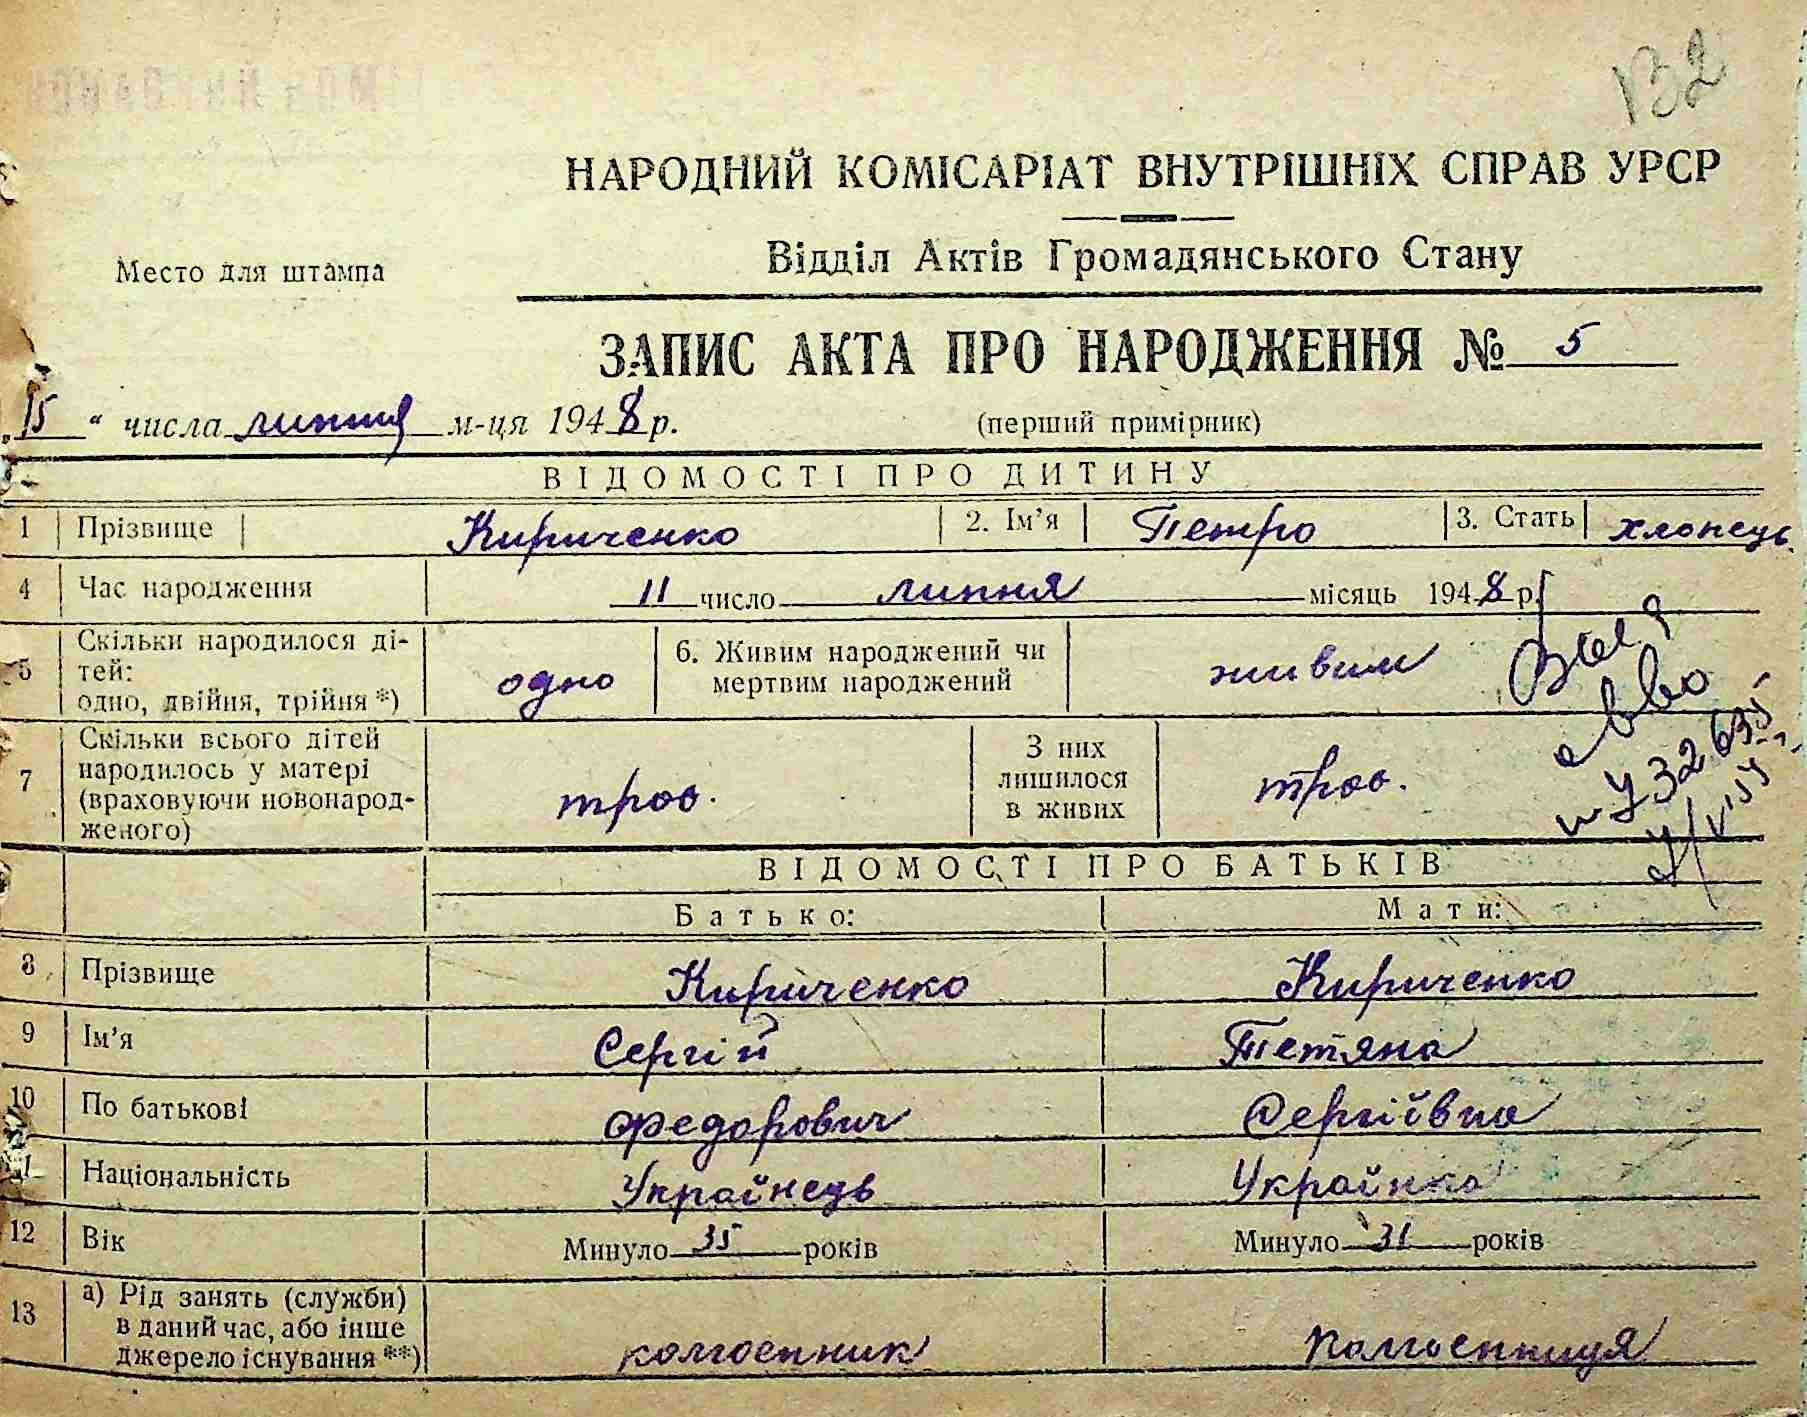 132
НАРОДНИЙ КОМІСАРІАТ ВНУТРІШНІХ СПРАВ УРСР
Відділ Актів Громадянського Стану
Место для штампа
ЗАПИС АКТА ПРО НАРОДЖЕННЯ № 5
„15“ числа липня м-ця 1948 р. (перший примірник)
ВІДОМОСТІ ПРО ДИТИНУ
1 Прізвище Кириченко 2. Ім'я Петро 3. Стать хлопець.
4 Час народження 11 число липня місяць 1948 р.
5 Скільки народилося ді-
тей:
одно, двійня, трійня *) одно 6. Живим народжений чи
мертвим народжений живим
7 Скільки всього дітей
народилось у матері
(враховуючи новонарод-
женого) троє. З них
лишилося
в живих троє.
ВІДОМОСТІ ПРО БАТЬКІВ
Батько: Мати:
8 Прізвище Кириченко Кириченко
9 Ім'я Сергій Тетяна
10 По батькові Федорович Сергіївна
11 Національність Українець Українка
12 Вік Минуло 35 років Минуло 31 років
13 а) Рід занять (служби)
в даний час, або інше
джерело існування **) колгоспник колгоспниця